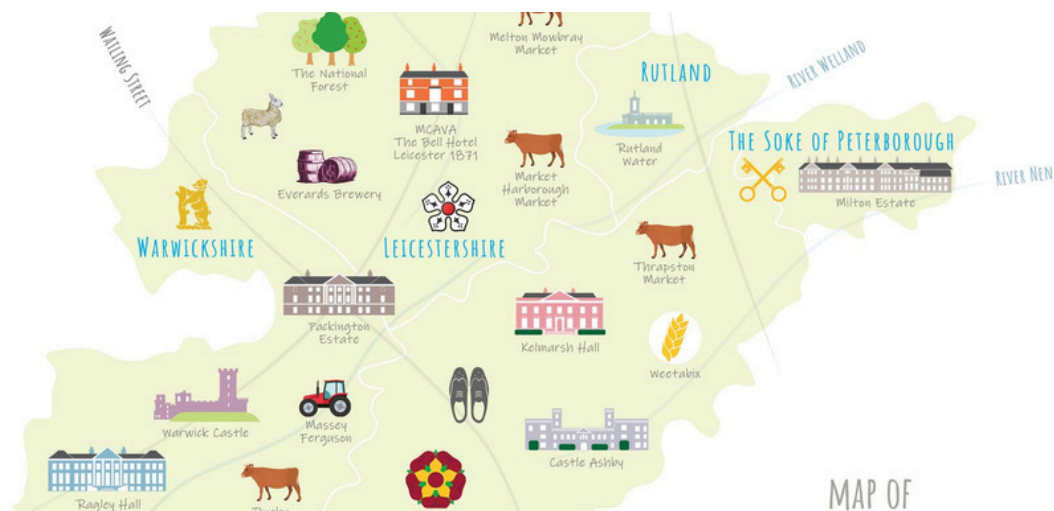 WATLING STREET
Melton Mowbray
Market
The National
Forest
RUTLAND
RIVER WELLAND
MCAVA
The Bell Hotel
Leicester 1871
Rutland
Water
THE SOKE OF PETERBOROUGH
Everards Brewery
Market
Harborough
Market
RIVER NEN
Milton Estate
WARWICKSHIRE
LEICESTERSHIRE
Thrapston
Market
Packington
Estate
Kelmarsh Hall
Weetabix
Warwick Castle
Massey
Ferguson
Castle Ashby
Ragley Hall
MAP OF